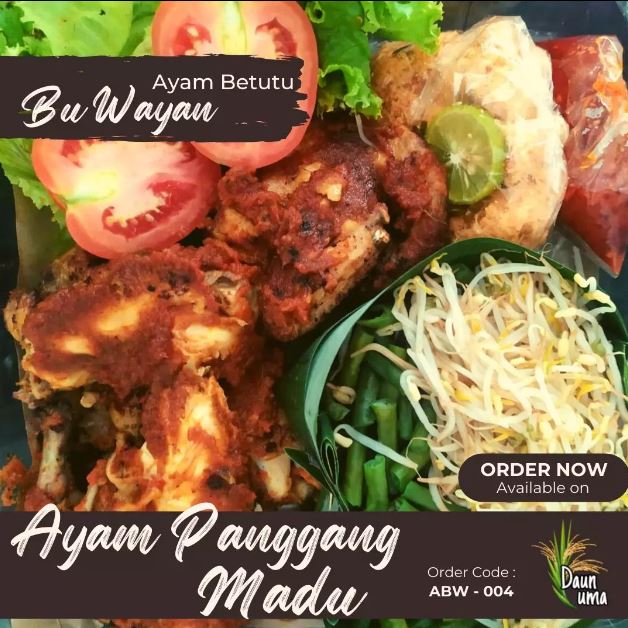 Ayam Betutu
Bu Wayan
ORDER NOW
Available on
Ayam Panggang
Madu
Order Code :
ABW - 004
Daun
uma